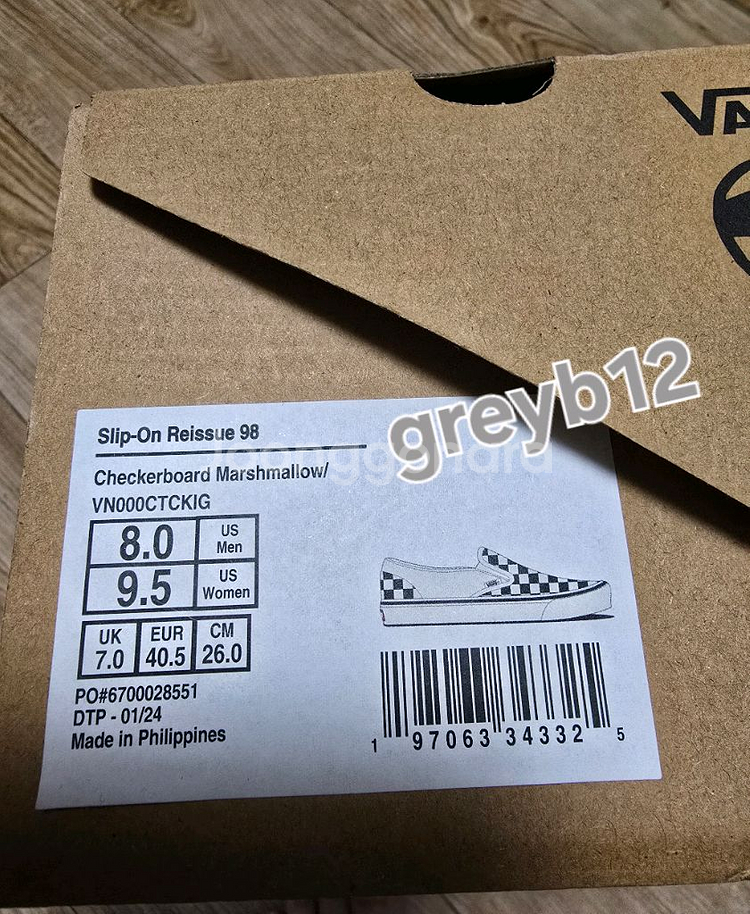 VA
greyb12
Slip-On Reissue 98
joonggonara
Checkerboard Marshmallow/
VN000CTCKIG
8.0 US Men
9.5 US Women
UK 7.0 EUR 40.5 CM 26.0
PO#6700028551
DTP - 01/24
Made in Philippines
1 97063 34332 5